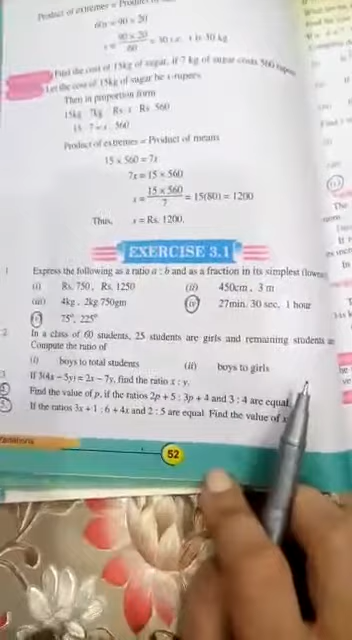 Product of extremes = Product of
60x = 90 × 20
x = 90 × 20 / 60 = 30 i.e. x is 30 kg
Find the cost of 15kg of sugar, if 7 kg of sugar costs 560 rupees
Let the cost of 15kg of sugar be x-rupees
Then in proportion form
15kg : 7kg : : Rs. x : Rs. 560
15 : 7 = x : 560
Product of extremes = Product of means
15 × 560 = 7x
7x = 15 × 560
x = 15 × 560 / 7 = 15(80) = 1200
Thus, x = Rs. 1200.
EXERCISE 3.1
1. Express the following as a ratio a : b and as a fraction in its simplest (lowest
(i) Rs. 750, Rs. 1250 (ii) 450cm, 3 m
(iii) 4kg, 2kg 750gm (iv) 27min. 30 sec, 1 hour
(v) 75°, 225°
2. In a class of 60 students, 25 students are girls and remaining students
Compute the ratio of
(i) boys to total students (ii) boys to girls
3. If 3(4x – 5y) = 2x – 7y, find the ratio x : y.
4. Find the value of p, if the ratios 2p + 5 : 3p + 4 and 3 : 4 are equal.
5. If the ratios 3x + 1 : 6 + 4x and 2 : 5 are equal. Find the value of x
52